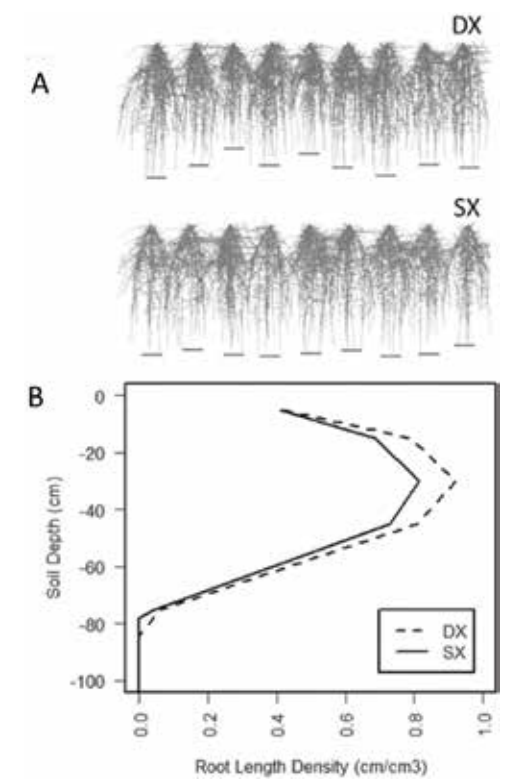 DX
A
SX
B
0
-20
-40
-60
-80
-100
Soil Depth (cm)
DX
SX
0.0 0.2 0.4 0.6 0.8 1.0
Root Length Density (cm/cm3)